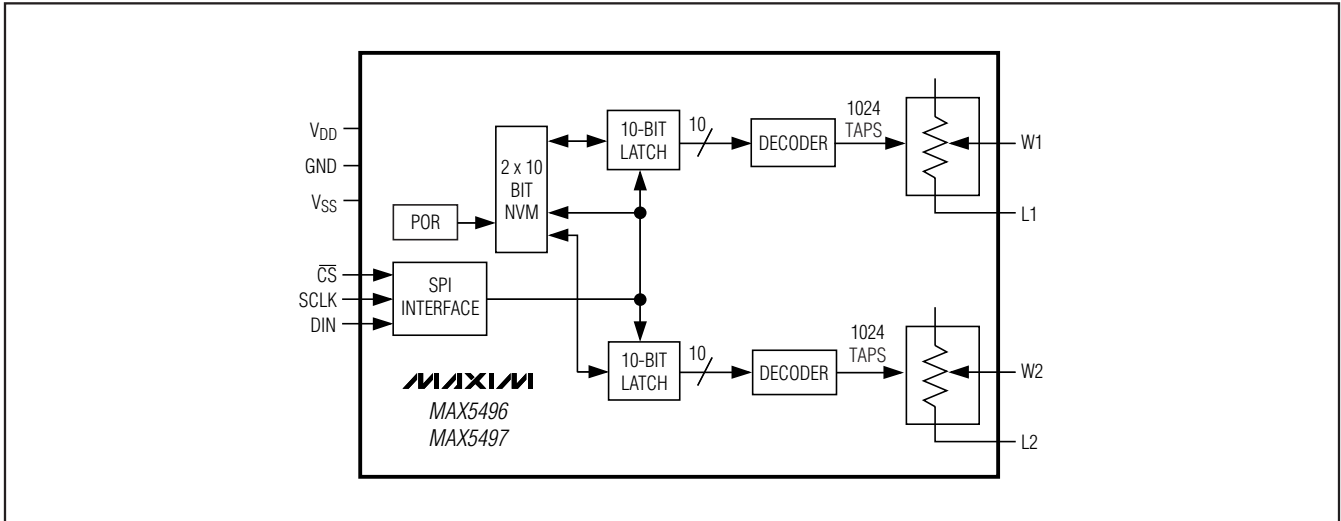 V_DD
GND
V_SS
CS
SCLK
DIN
POR
SPI
INTERFACE
2 x 10
BIT
NVM
10-BIT
LATCH
10
DECODER
1024
TAPS
W1
L1
10-BIT
LATCH
10
DECODER
1024
TAPS
W2
L2
MAXIM
MAX5496
MAX5497